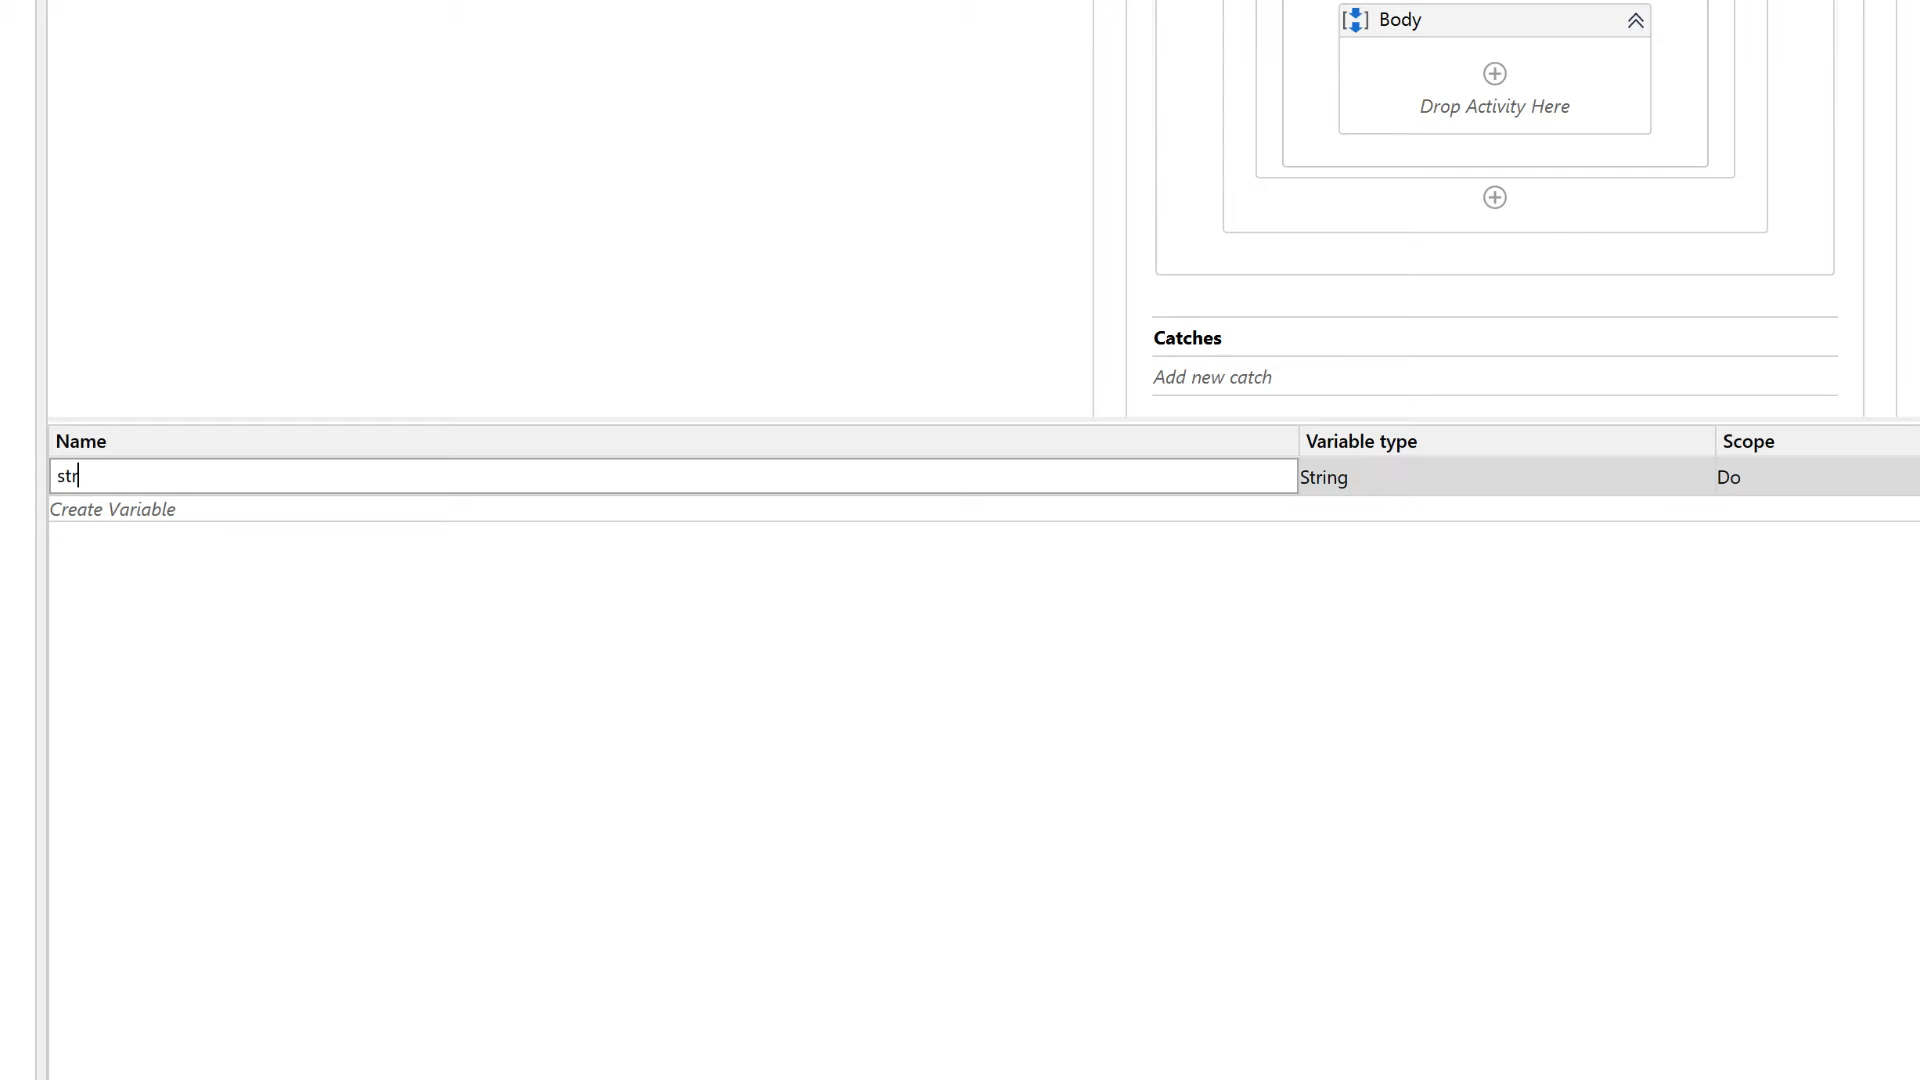 Body
Drop Activity Here
Catches
Add new catch
Name Variable type Scope
str String Do
Create Variable